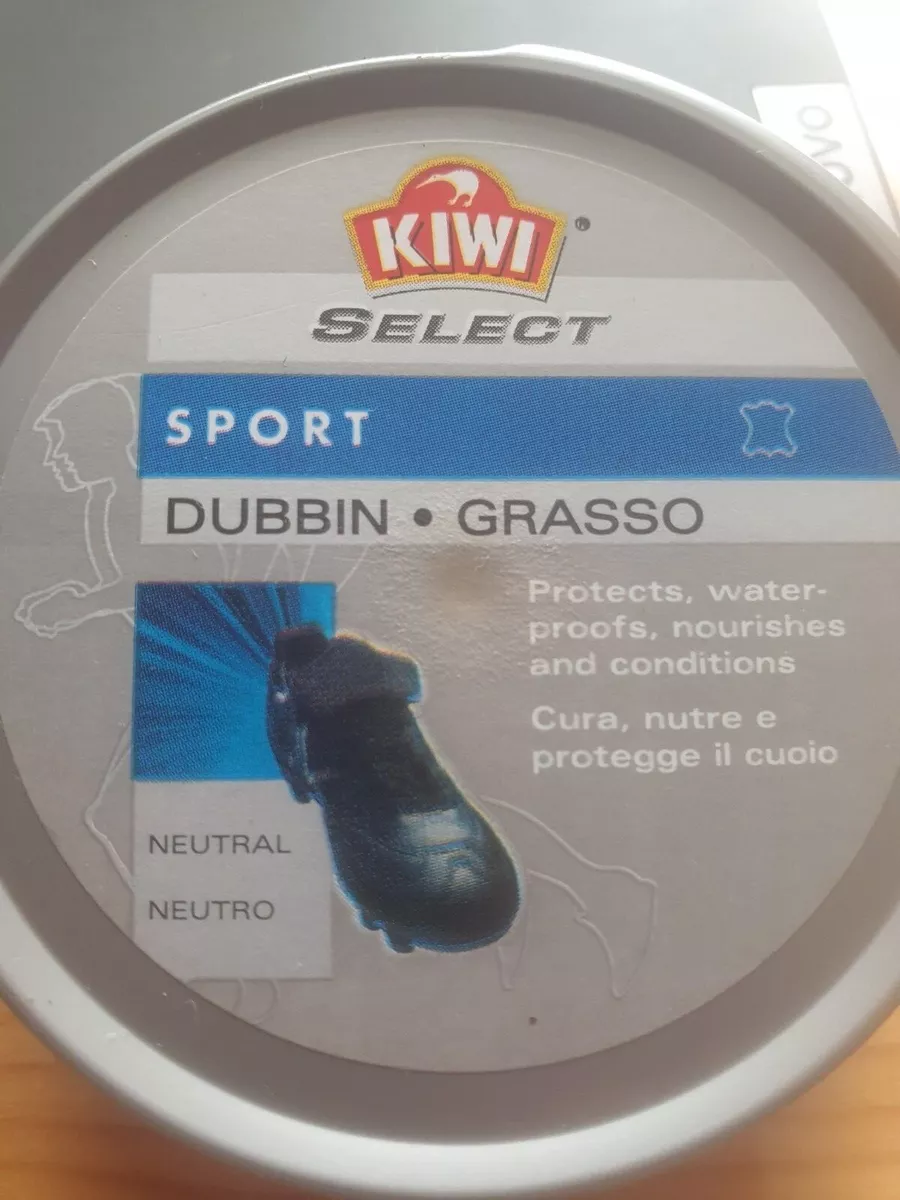 KIWI®
SELECT
SPORT
DUBBIN • GRASSO
Protects, water-
proofs, nourishes
and conditions
Cura, nutre e
protegge il cuoio
NEUTRAL
NEUTRO